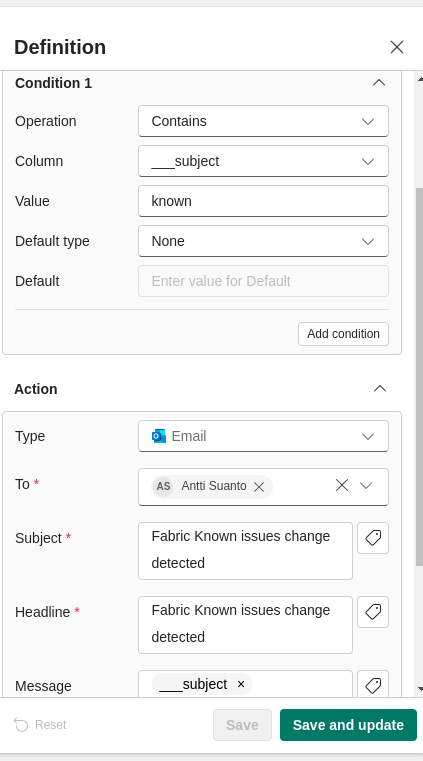 Definition
Condition 1
Operation Contains
Column ___subject
Value known
Default type None
Default Enter value for Default
Add condition
Action
Type Email
To * AS Antti Suanto
Subject * Fabric Known issues change
detected
Headline * Fabric Known issues change
detected
Message ___subject ×
Reset Save Save and update